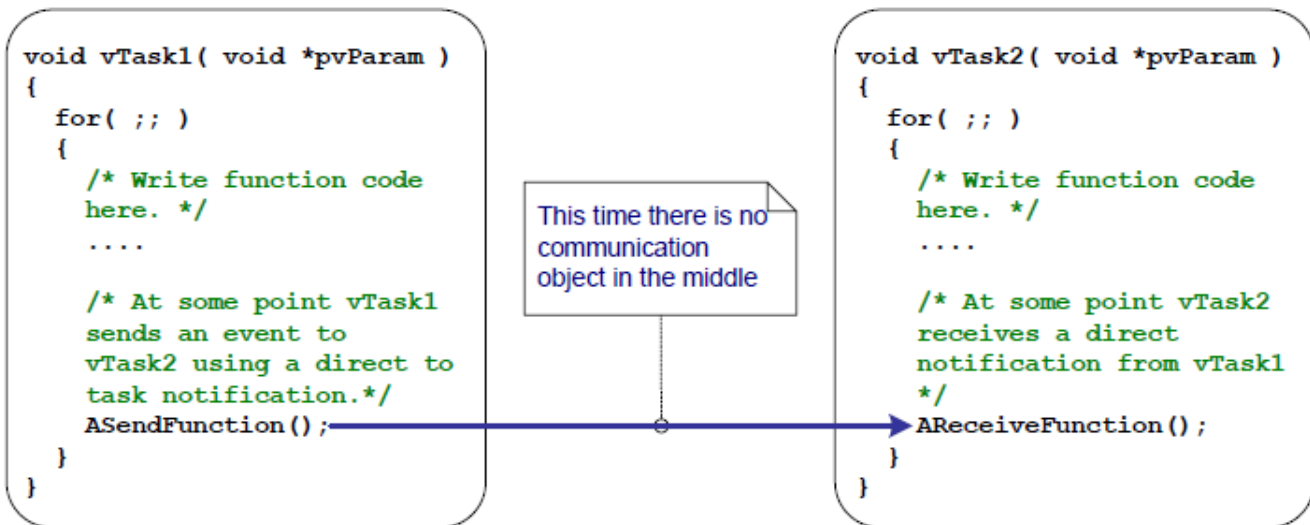 void vTask1( void *pvParam )
{
for( ;; )
{
/* Write function code
here. */
....
/* At some point vTask1
sends an event to
vTask2 using a direct to
task notification.*/
ASendFunction();
}
}
This time there is no
communication
object in the middle
void vTask2( void *pvParam )
{
for( ;; )
{
/* Write function code
here. */
....
/* At some point vTask2
receives a direct
notification from vTask1
*/
AReceiveFunction();
}
}